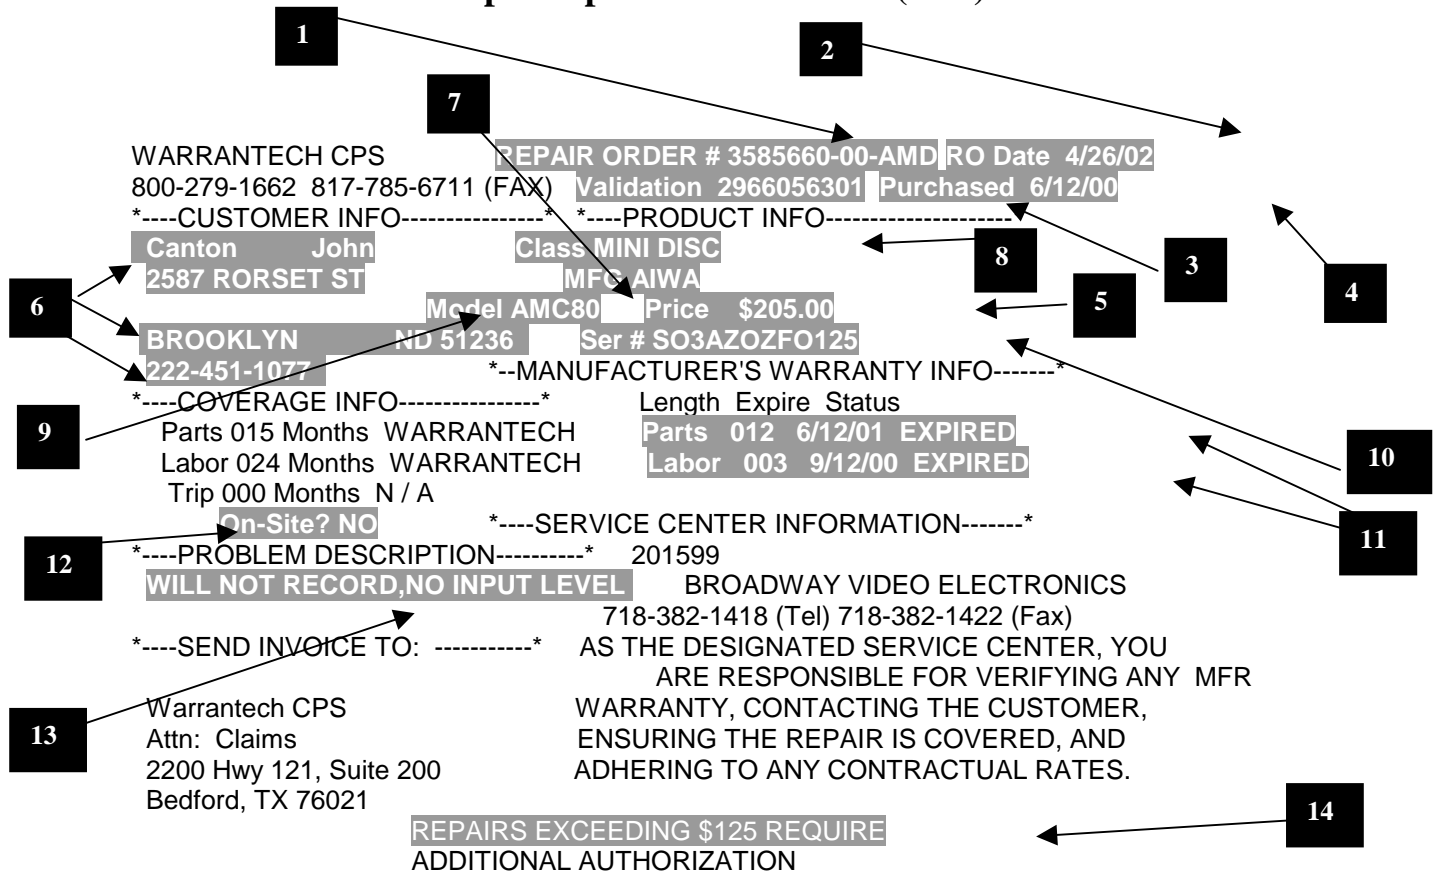 1
2
7
WARRANTECH CPS REPAIR ORDER # 3585660-00-AMD RO Date 4/26/02
800-279-1662 817-785-6711 (FAX) Validation 2966056301 Purchased 6/12/00
*----CUSTOMER INFO----------------* *----PRODUCT INFO---------------------
Canton John Class MINI DISC
8
3
2587 RORSET ST MFG AIWA
6
5
4
Model AMC80 Price $205.00
BROOKLYN ND 51236 Ser # SO3AZOZFO125
222-451-1077 *--MANUFACTURER'S WARRANTY INFO-------*
*----COVERAGE INFO----------------* Length Expire Status
9
Parts 015 Months WARRANTECH Parts 012 6/12/01 EXPIRED
10
Labor 024 Months WARRANTECH Labor 003 9/12/00 EXPIRED
Trip 000 Months N / A
On-Site? NO *----SERVICE CENTER INFORMATION-------*
11
12
*----PROBLEM DESCRIPTION----------* 201599
WILL NOT RECORD,NO INPUT LEVEL BROADWAY VIDEO ELECTRONICS
718-382-1418 (Tel) 718-382-1422 (Fax)
*----SEND INVOICE TO: -----------* AS THE DESIGNATED SERVICE CENTER, YOU
ARE RESPONSIBLE FOR VERIFYING ANY MFR
13
Warrantech CPS WARRANTY, CONTACTING THE CUSTOMER,
Attn: Claims ENSURING THE REPAIR IS COVERED, AND
2200 Hwy 121, Suite 200 ADHERING TO ANY CONTRACTUAL RATES.
Bedford, TX 76021
14
REPAIRS EXCEEDING $125 REQUIRE
ADDITIONAL AUTHORIZATION